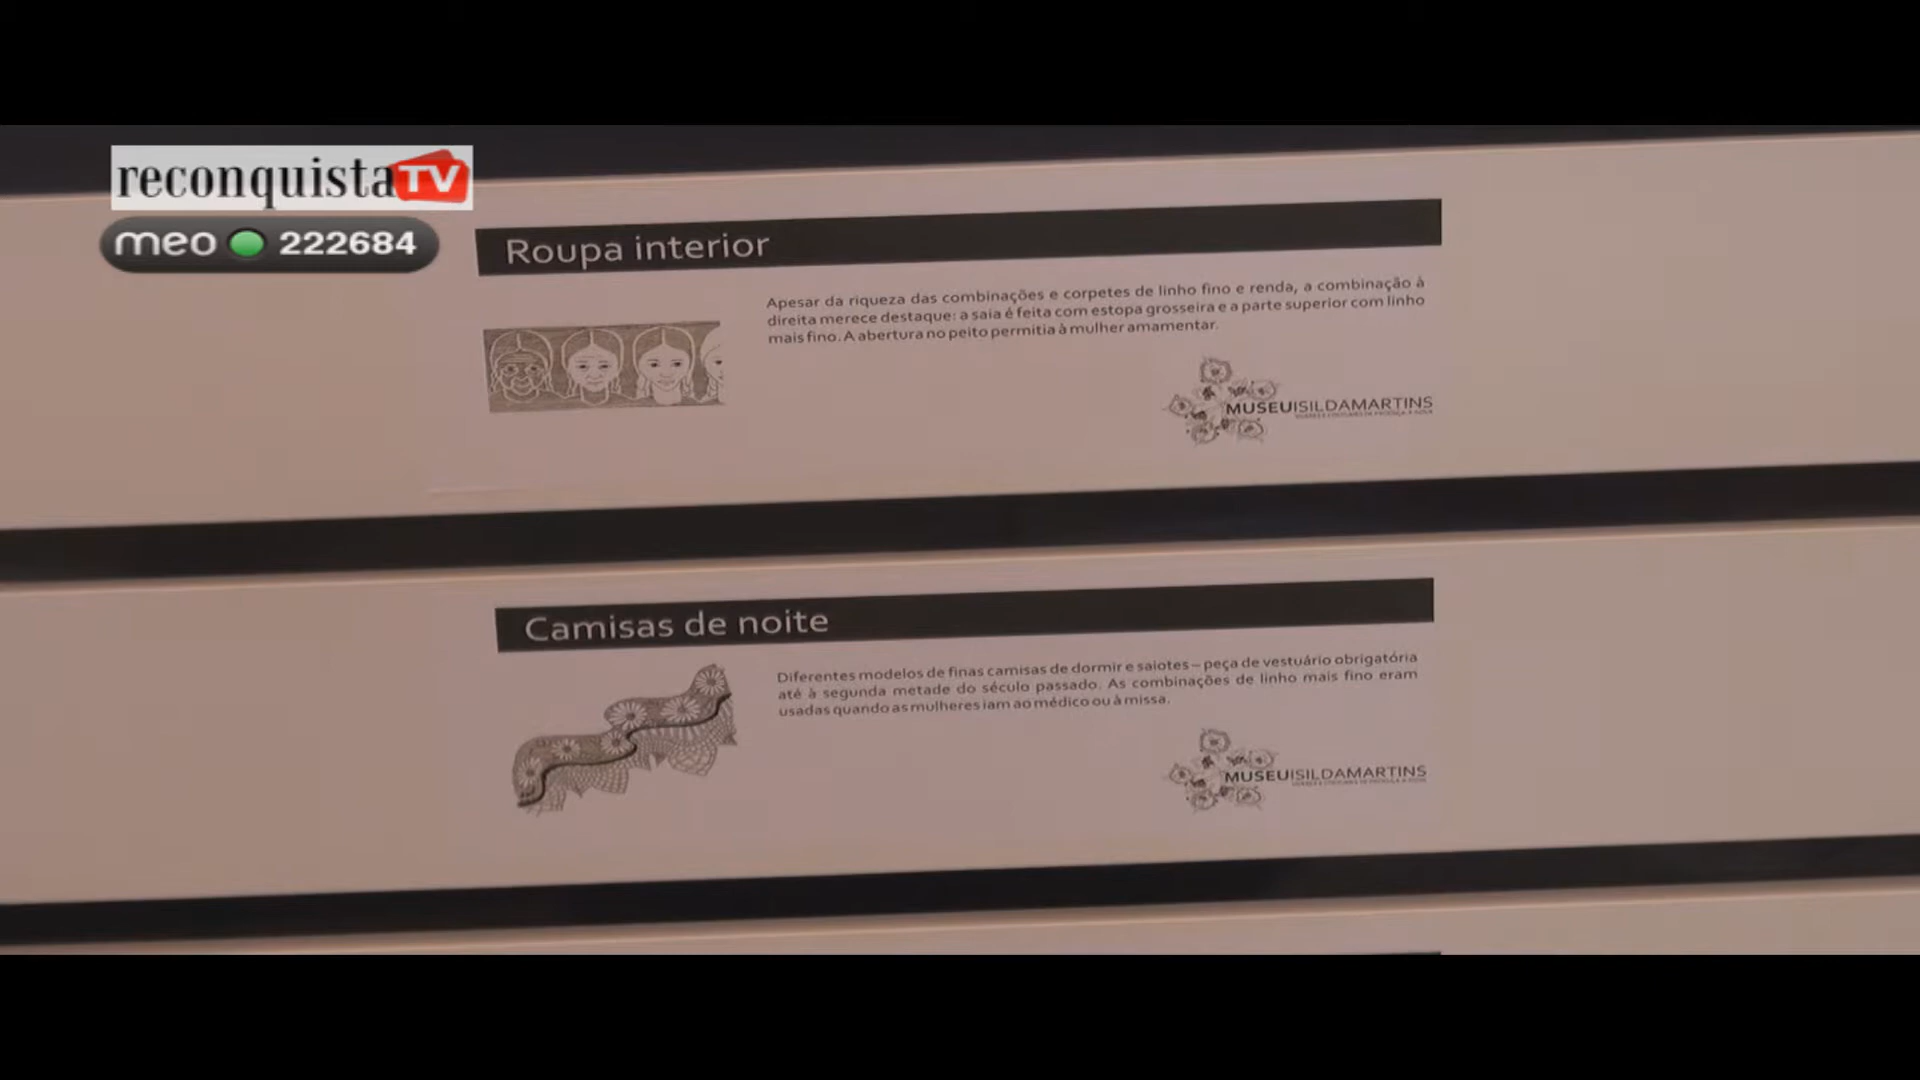 reconquista TV
meo 222684
Roupa interior
Apesar da riqueza das combinações e corpetes de linho fino e renda, a combinação à
direita merece destaque: a saia é feita com estopa grosseira e a parte superior com linho
mais fino. A abertura no peito permitia à mulher amamentar.
MUSEUISILDAMARTINS
Camisas de noite
Diferentes modelos de finas camisas de dormir e saiotes – peça de vestuário obrigatória
até à segunda metade do século passado. As combinações de linho mais fino eram
usadas quando as mulheres iam ao médico ou à missa.
MUSEUISILDAMARTINS